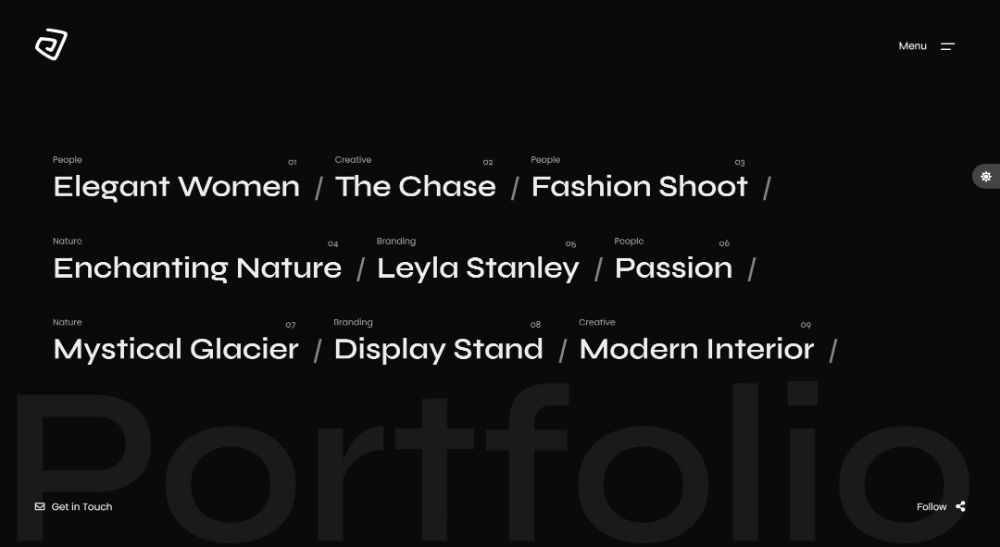 Menu
People 01 Creative 02 People 03
Elegant Women / The Chase / Fashion Shoot /
Nature 04 Branding 05 People 06
Enchanting Nature / Leyla Stanley / Passion /
Nature 07 Branding 08 Creative 09
Mystical Glacier / Display Stand / Modern Interior /
Portfolio
Get in Touch Follow